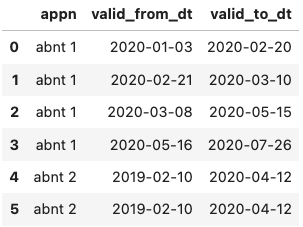 appn valid_from_dt valid_to_dt
0 abnt 1 2020-01-03 2020-02-20
1 abnt 1 2020-02-21 2020-03-10
2 abnt 1 2020-03-08 2020-05-15
3 abnt 1 2020-05-16 2020-07-26
4 abnt 2 2019-02-10 2020-04-12
5 abnt 2 2019-02-10 2020-04-12